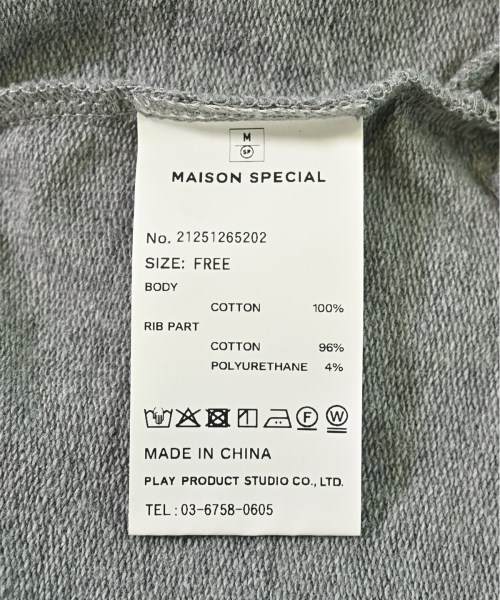 M
SP
MAISON SPECIAL
No. 21251265202
SIZE: FREE
BODY
COTTON 100%
RIB PART
COTTON 96%
POLYURETHANE 4%
F W
MADE IN CHINA
PLAY PRODUCT STUDIO CO., LTD.
TEL : 03-6758-0605